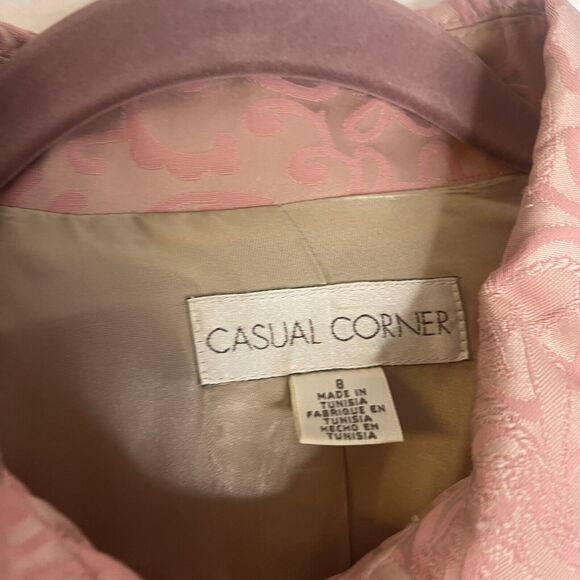 CASUAL CORNER
8
MADE IN
TUNISIA
FABRIQUE EN
TUNISIA
HECHO EN
TUNISIA